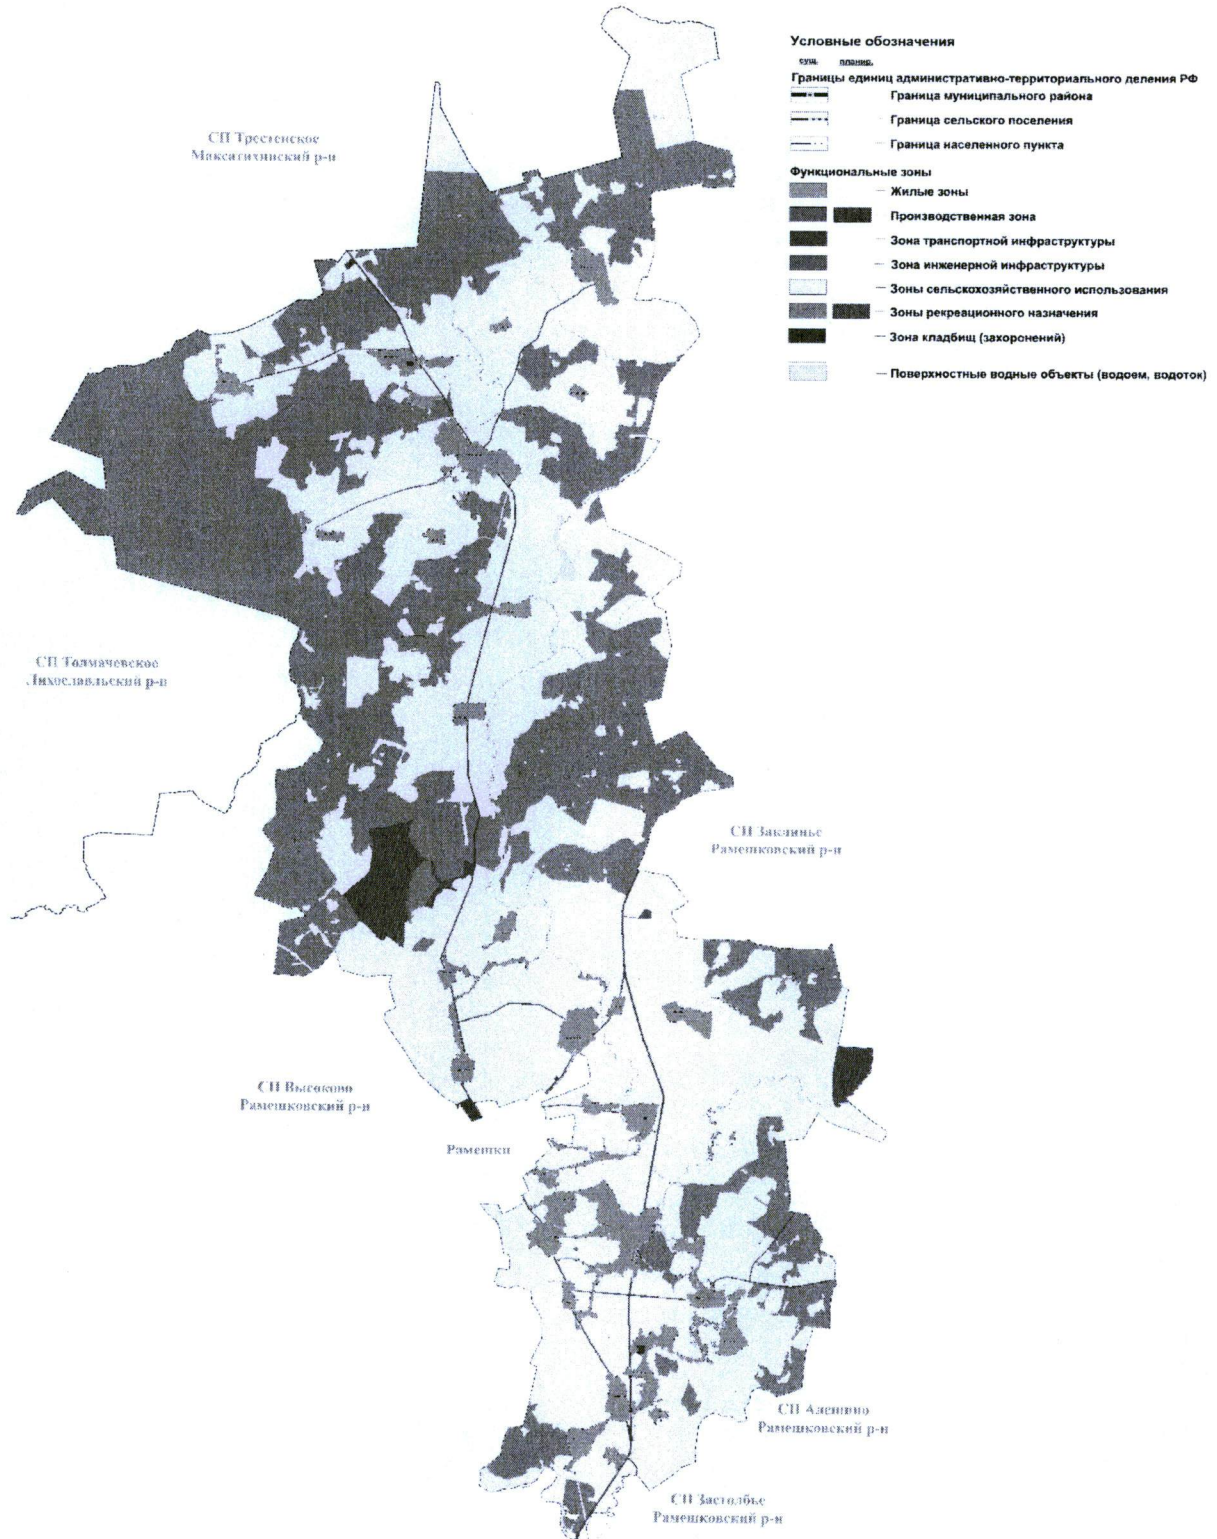 Условные обозначения
сущ. планир.
Границы единиц административно-территориального деления РФ
Граница муниципального района
Граница сельского поселения
Граница населенного пункта
Функциональные зоны
— Жилые зоны
Производственная зона
— Зона транспортной инфраструктуры
— Зона инженерной инфраструктуры
— Зоны сельскохозяйственного использования
— Зоны рекреационного назначения
— Зона кладбищ (захоронений)
— Поверхностные водные объекты (водоем, водоток)
СП Трестенское
Максатихинский р-н
СП Толмачевское
Лихославльский р-н
СП Заклинье
Рамешковский р-н
СП Высоково
Рамешковский р-н
Рамешки
СП Алешино
Рамешковский р-н
СП Застолбье
Рамешковский р-н